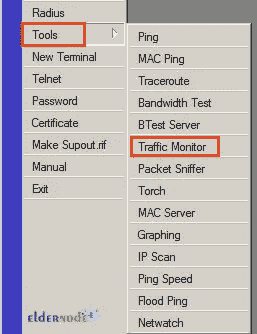 Radius
Tools
New Terminal
Telnet
Password
Certificate
Make Supout.rif
Manual
Exit
Ping
MAC Ping
Traceroute
Bandwidth Test
BTest Server
Traffic Monitor
Packet Sniffer
Torch
MAC Server
Graphing
IP Scan
Ping Speed
Flood Ping
Netwatch
ELDERNODE